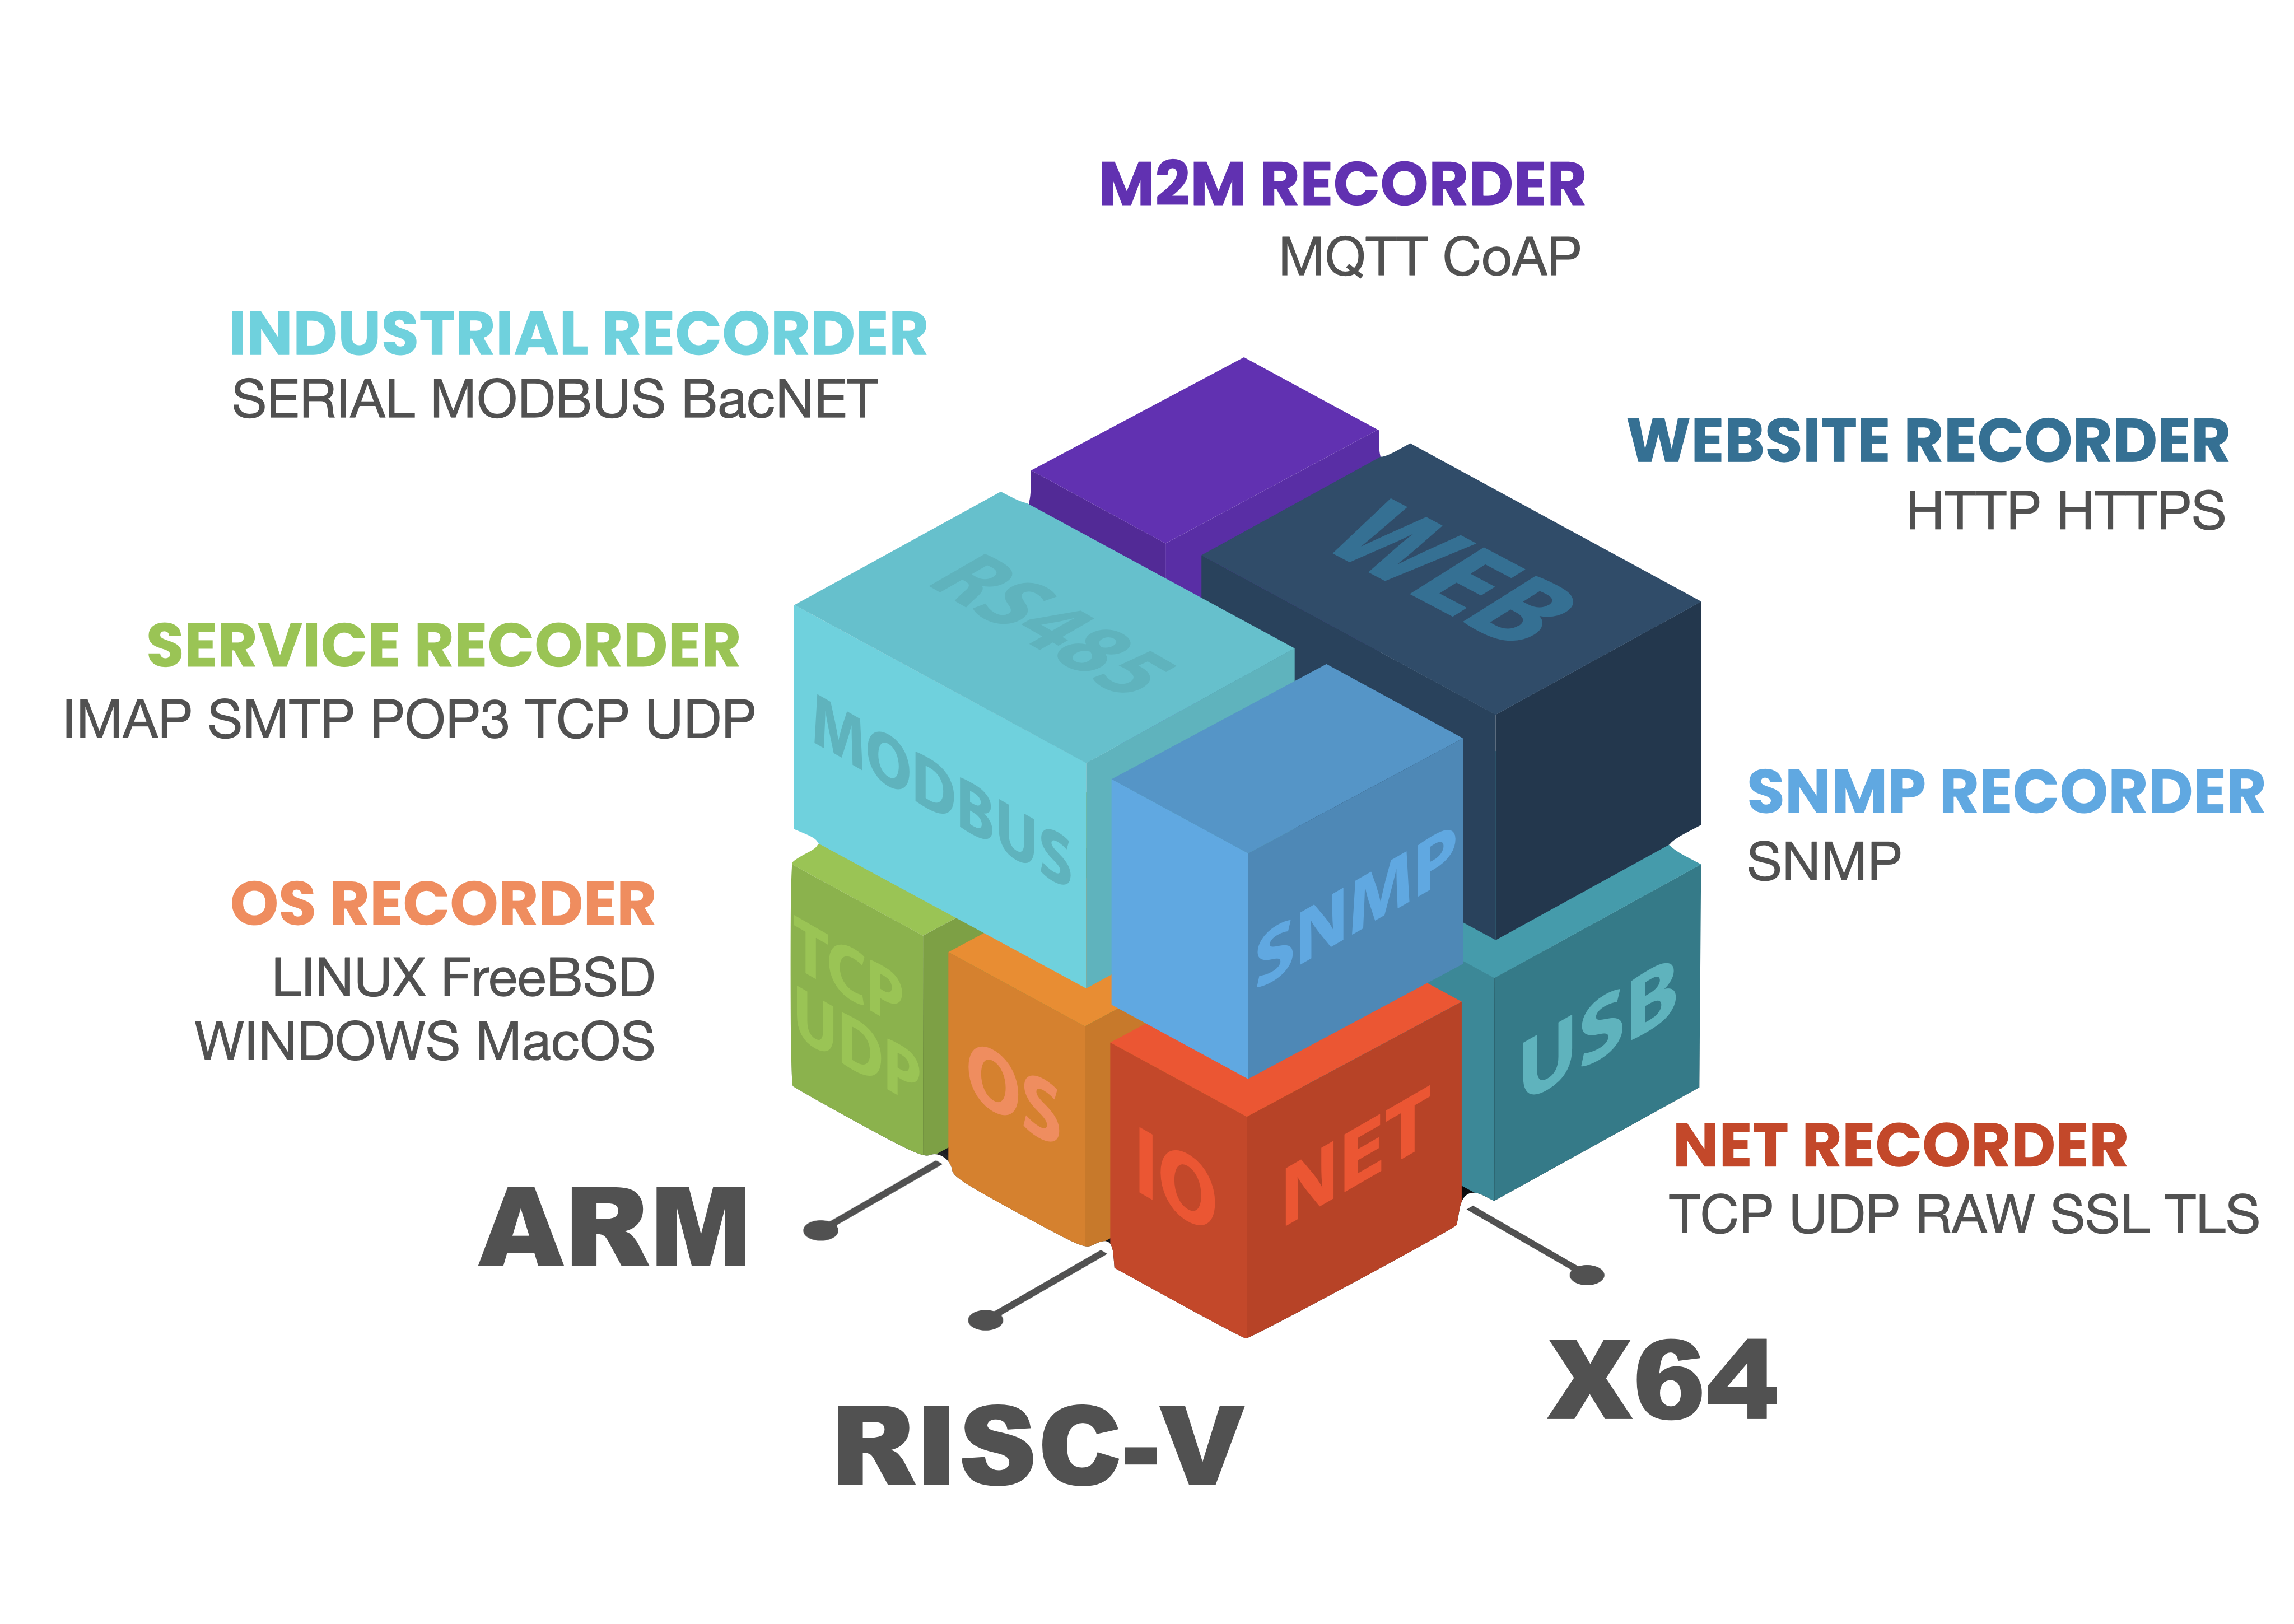 M2M RECORDER
MQTT CoAP
INDUSTRIAL RECORDER
SERIAL MODBUS BacNET
WEBSITE RECORDER
HTTP HTTPS
RS485
WEB
SERVICE RECORDER
IMAP SMTP POP3 TCP UDP
MODBUS
SNMP RECORDER
SNMP
SNMP
OS RECORDER
LINUX FreeBSD
WINDOWS MacOS
TCP
UDP
OS
IO
NET
USB
NET RECORDER
TCP UDP RAW SSL TLS
ARM
RISC-V
X64